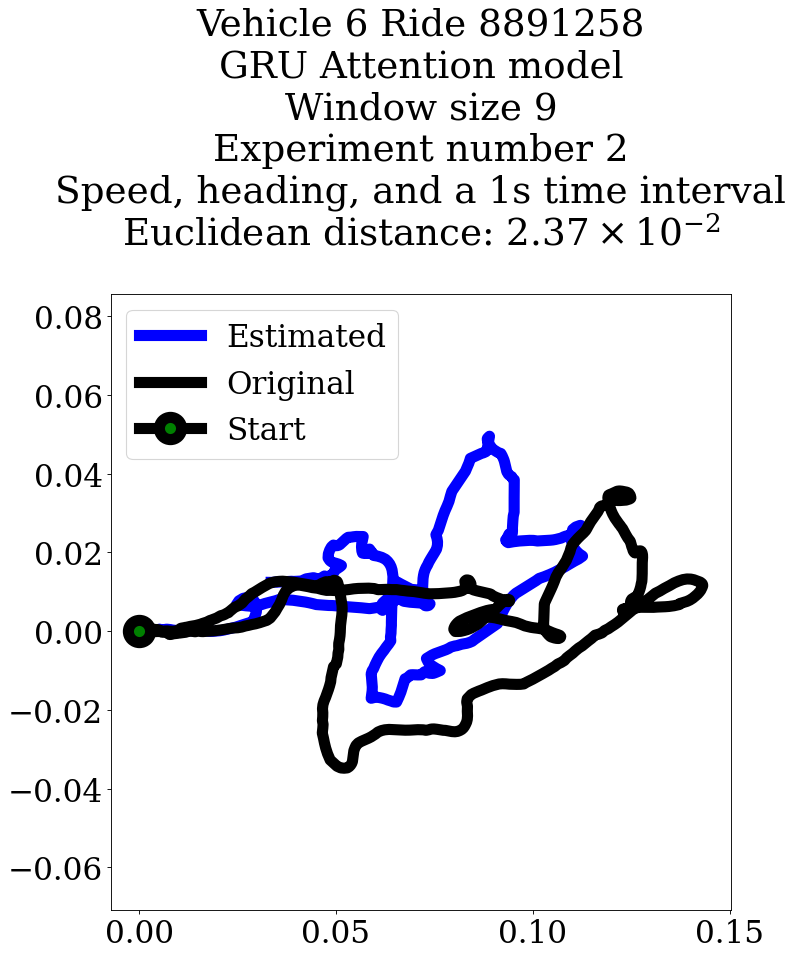 Vehicle 6 Ride 8891258
GRU Attention model
Window size 9
Experiment number 2
Speed, heading, and a 1s time interval
Euclidean distance: 2.37 × 10⁻²
Estimated
Original
Start
0.08
0.06
0.04
0.02
0.00
−0.02
−0.04
−0.06
0.00 0.05 0.10 0.15